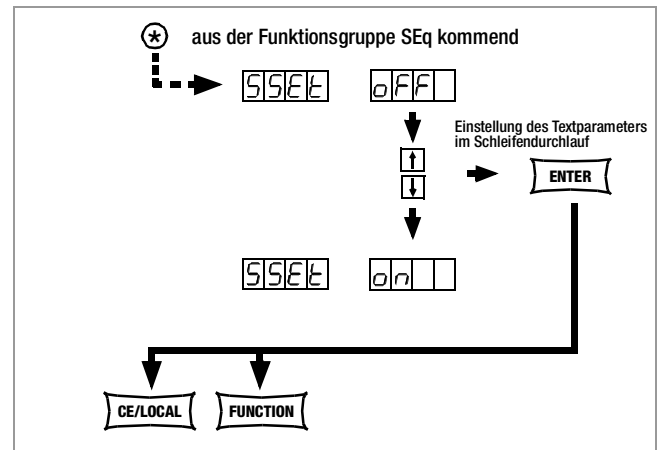 * aus der Funktionsgruppe SEq kommend
SSEt oFF
Einstellung des Textparameters
im Schleifendurchlauf
↑
↓
ENTER
SSEt on
CE/LOCAL FUNCTION